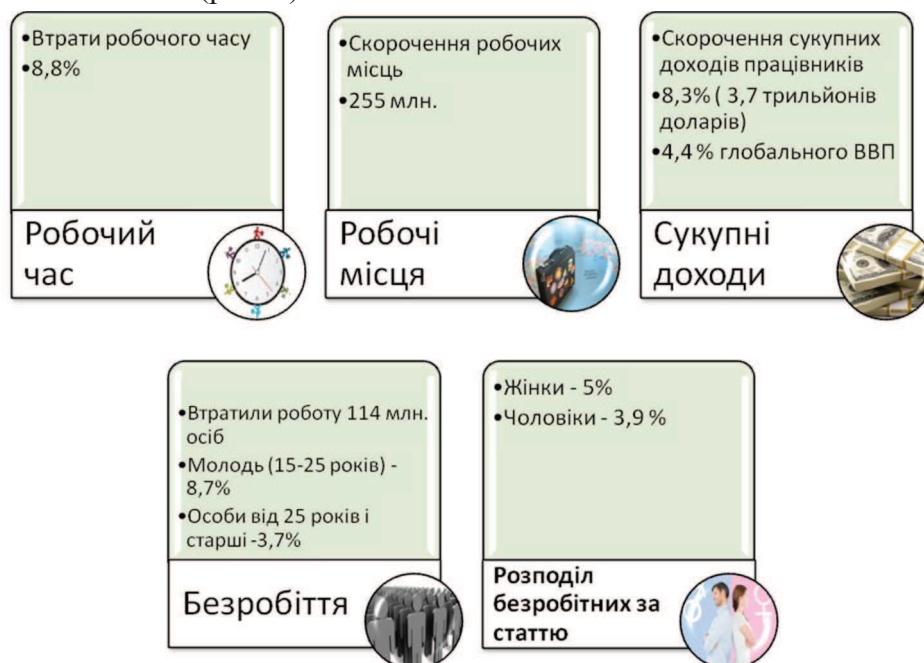 •Втрати робочого часу
•8,8%
Робочий
час
•Скорочення робочих
місць
•255 млн.
Робочі
місця
•Скорочення сукупних
доходів працівників
•8,3% ( 3,7 трильйонів
доларів)
•4,4 % глобального ВВП
Сукупні
доходи
•Втратили роботу 114 млн.
осіб
•Молодь (15-25 років) -
8,7%
•Особи від 25 років і
старші -3,7%
Безробіття
•Жінки - 5%
•Чоловіки - 3,9 %
Розподіл
безробітних за
статтю